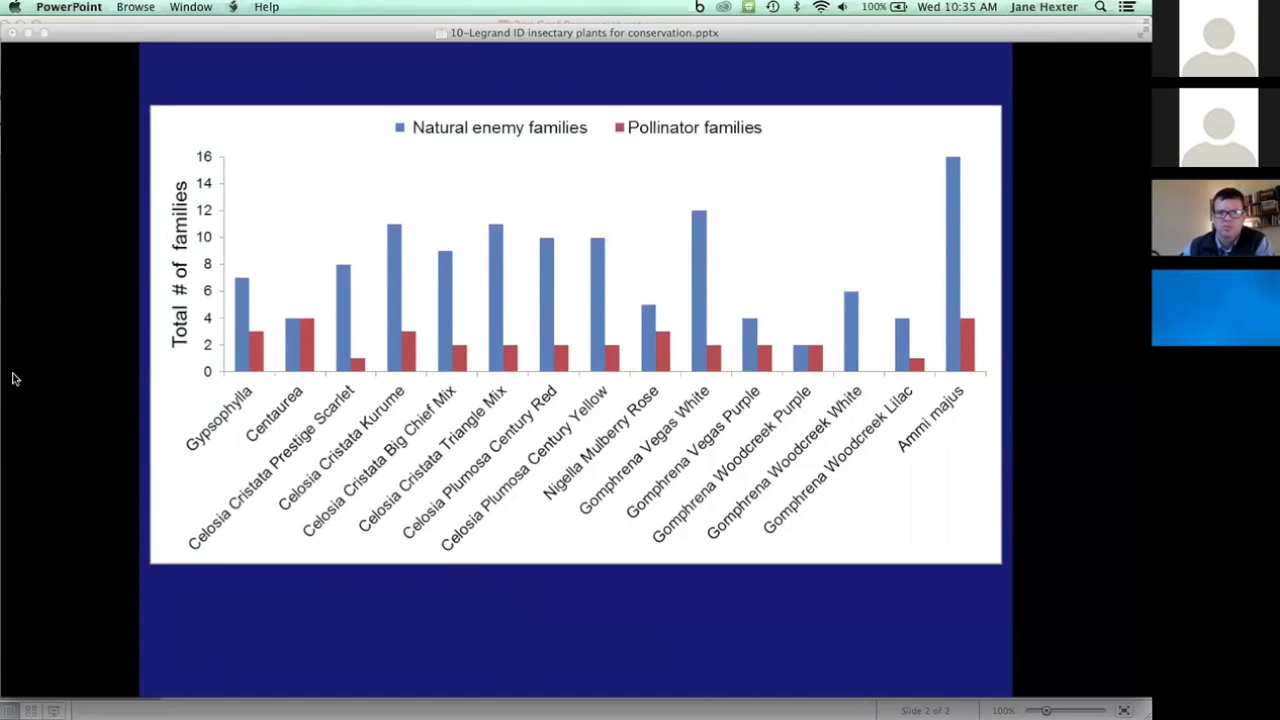 PowerPoint Browse Window Help 100% Wed 10:35 AM Jane Hexter
10-Legrand ID insectary plants for conservation.pptx
Natural enemy families Pollinator families
Total # of families
16
14
12
10
8
6
4
2
0
Gypsophylla
Centaurea
Celosia Cristata Prestige Scarlet
Celosia Cristata Kurume
Celosia Cristata Big Chief Mix
Celosia Cristata Triangle Mix
Celosia Plumosa Century Red
Celosia Plumosa Century Yellow
Nigella Mulberry Rose
Gomphrena Vegas White
Gomphrena Vegas Purple
Gomphrena Woodcreek Purple
Gomphrena Woodcreek White
Gomphrena Woodcreek Lilac
Ammi majus
Slide 2 of 2 100%